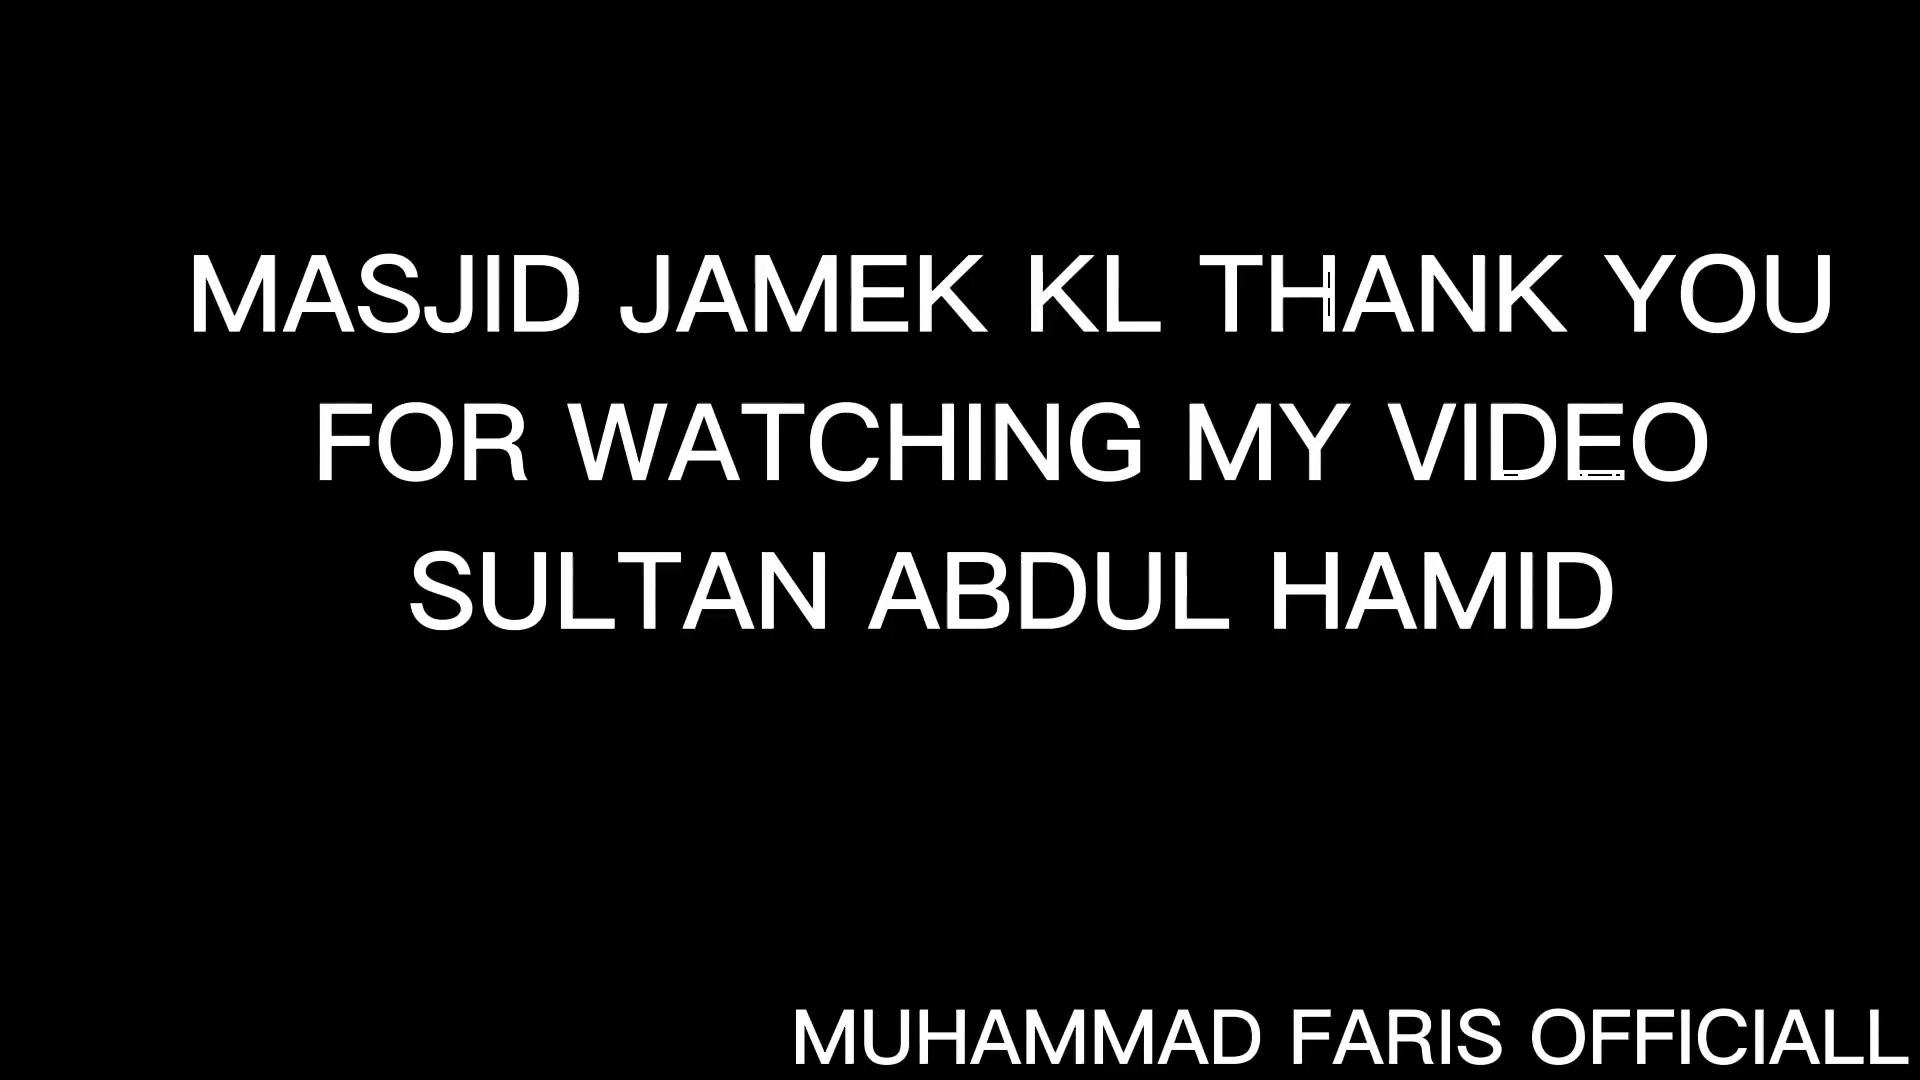 MASJID JAMEK KL THANK YOU
FOR WATCHING MY VIDEO
SULTAN ABDUL HAMID
MUHAMMAD FARIS OFFICIALL